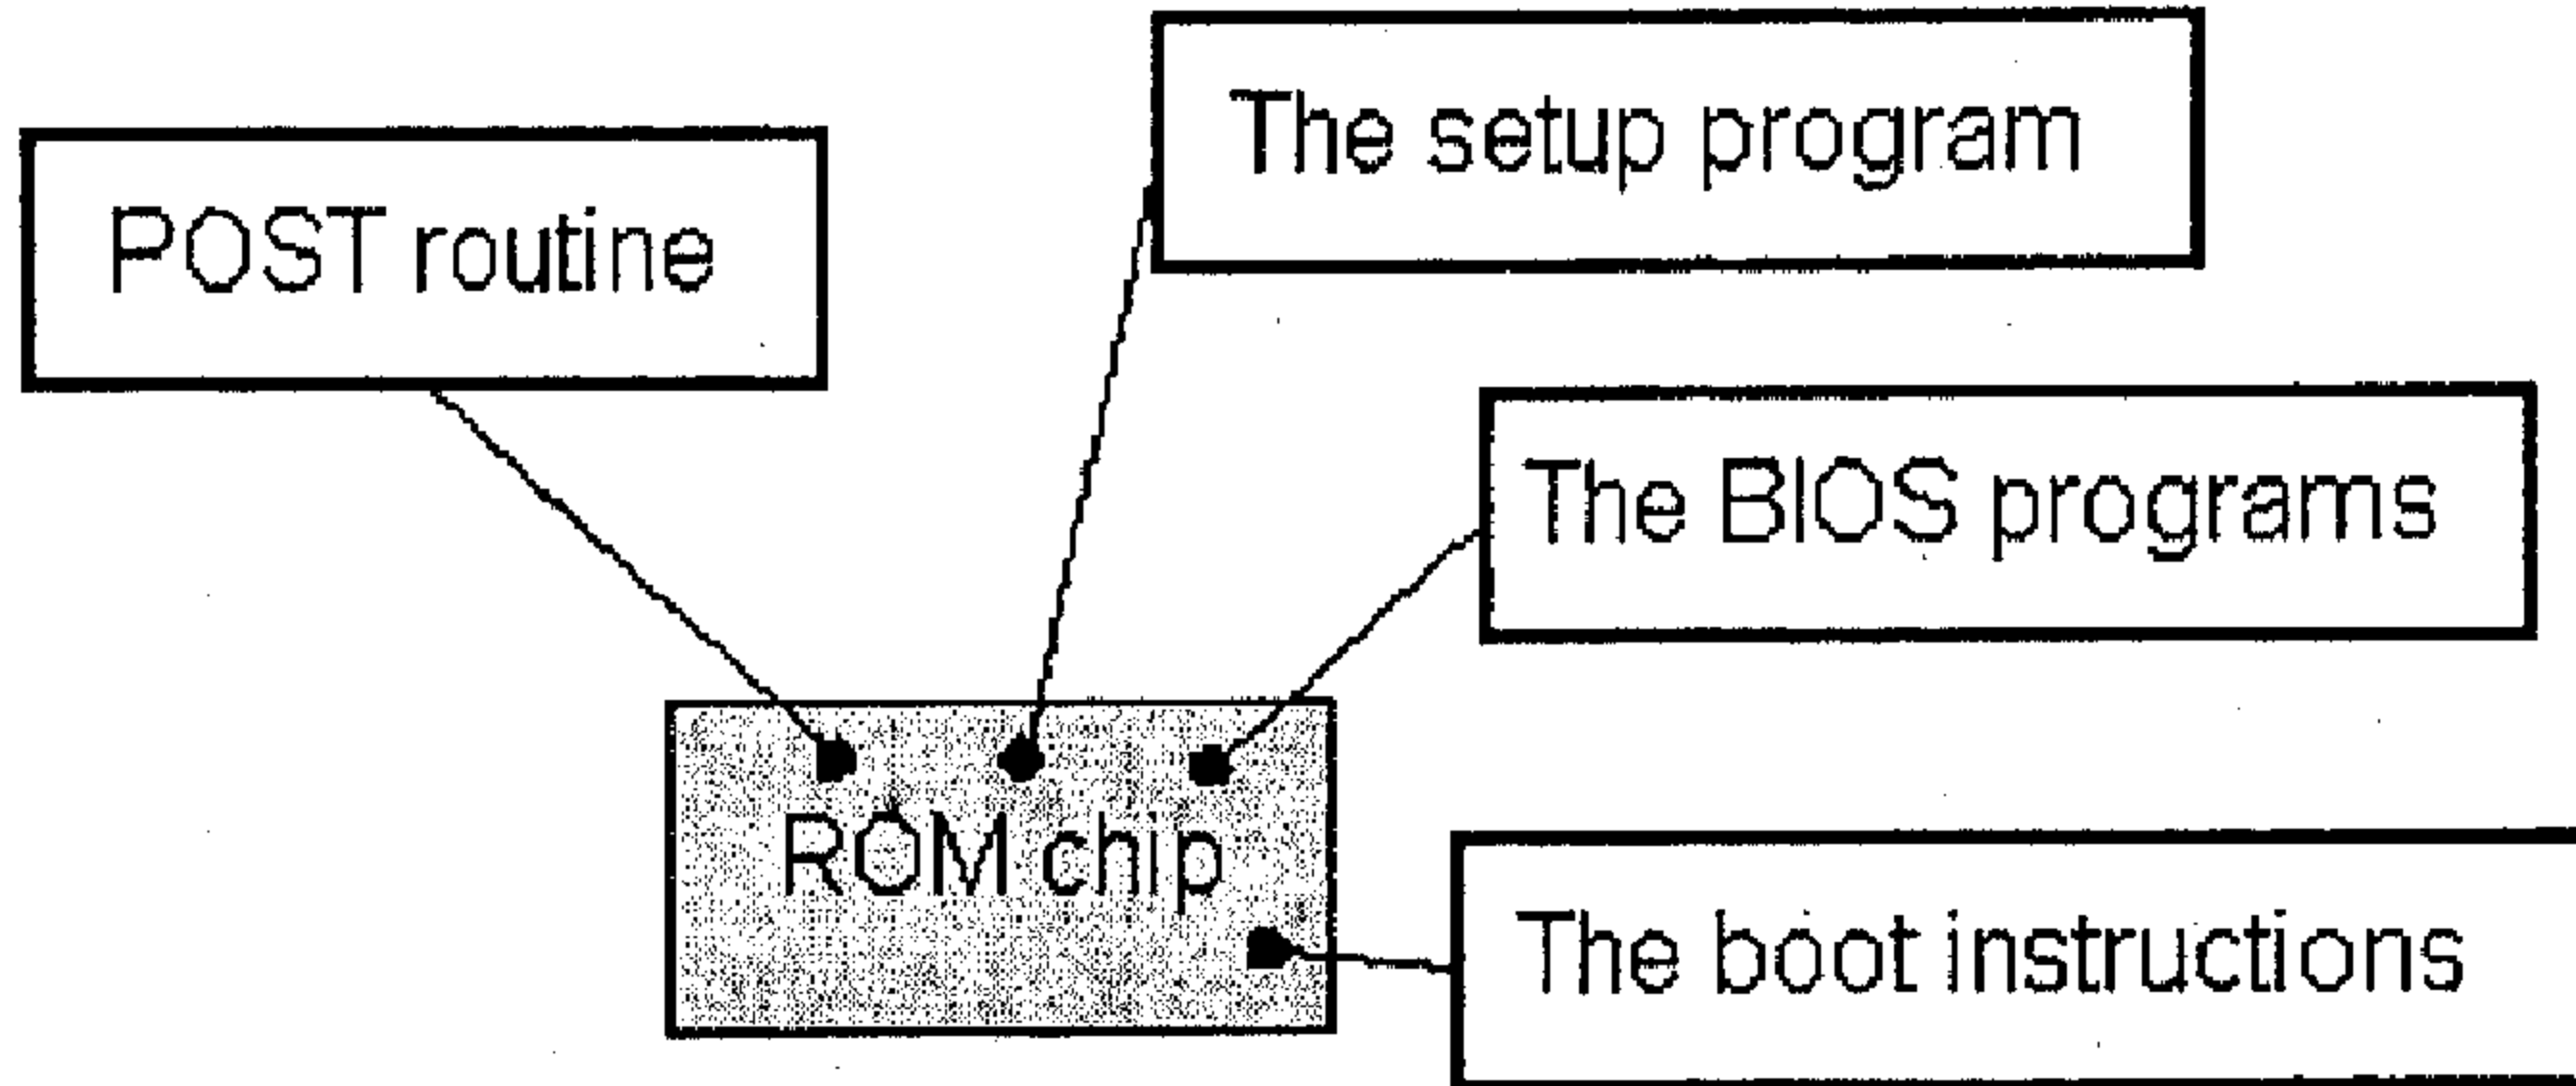 The setup program
POST routine
The BIOS programs
ROM chip
The boot instructions